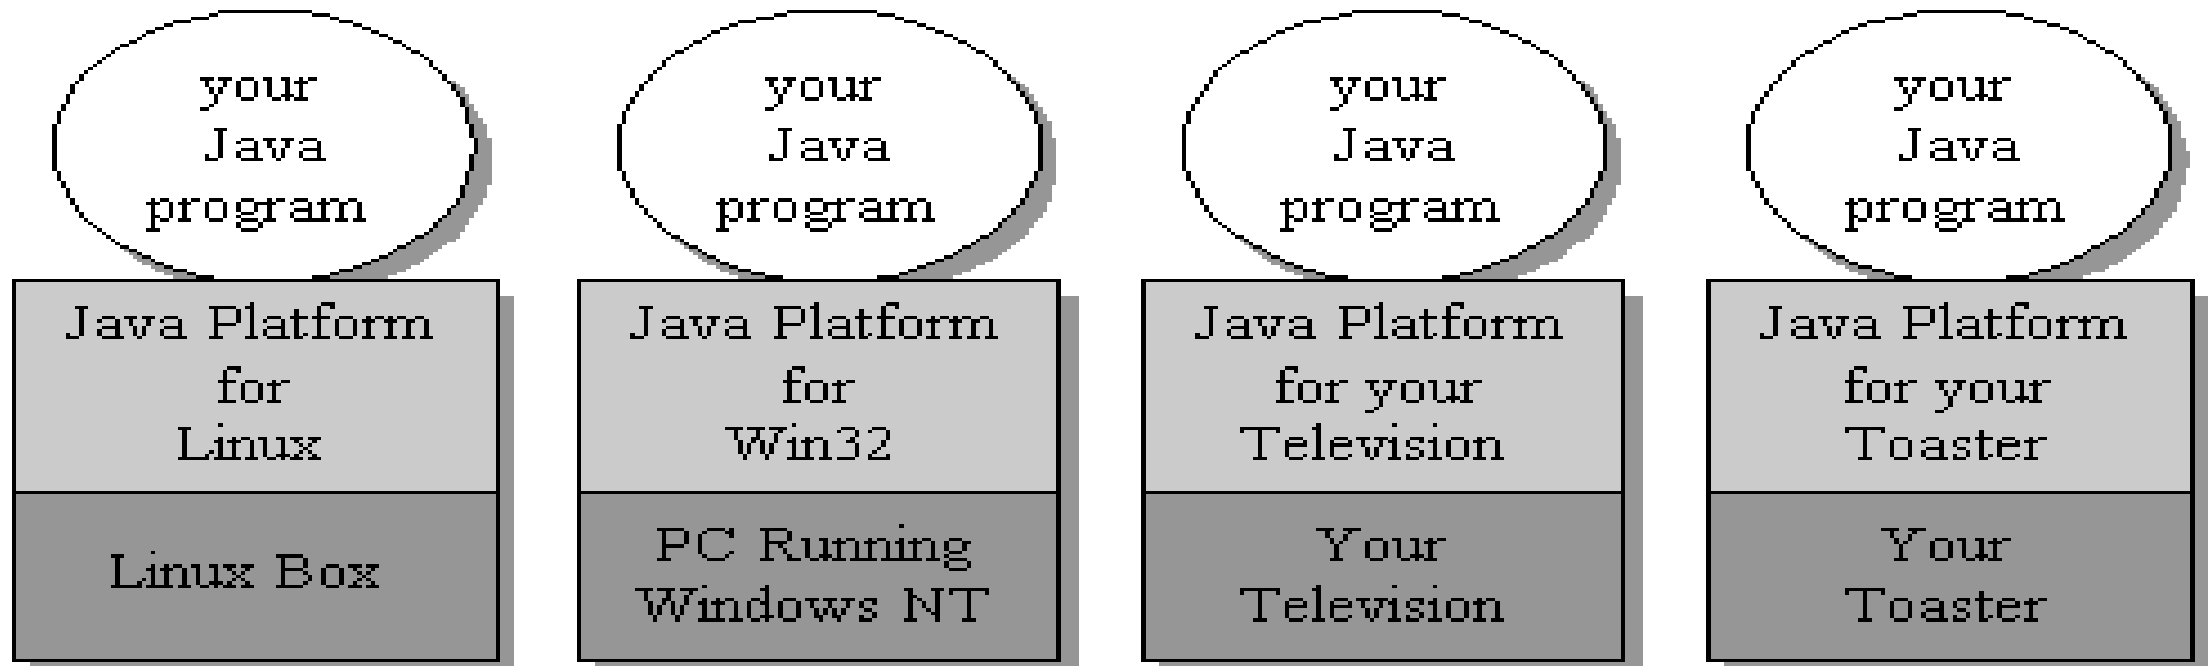 your
Java
program
Java Platform
for
Linux
Linux Box
your
Java
program
Java Platform
for
Win32
PC Running
Windows NT
your
Java
program
Java Platform
for your
Television
Your
Television
your
Java
program
Java Platform
for your
Toaster
Your
Toaster